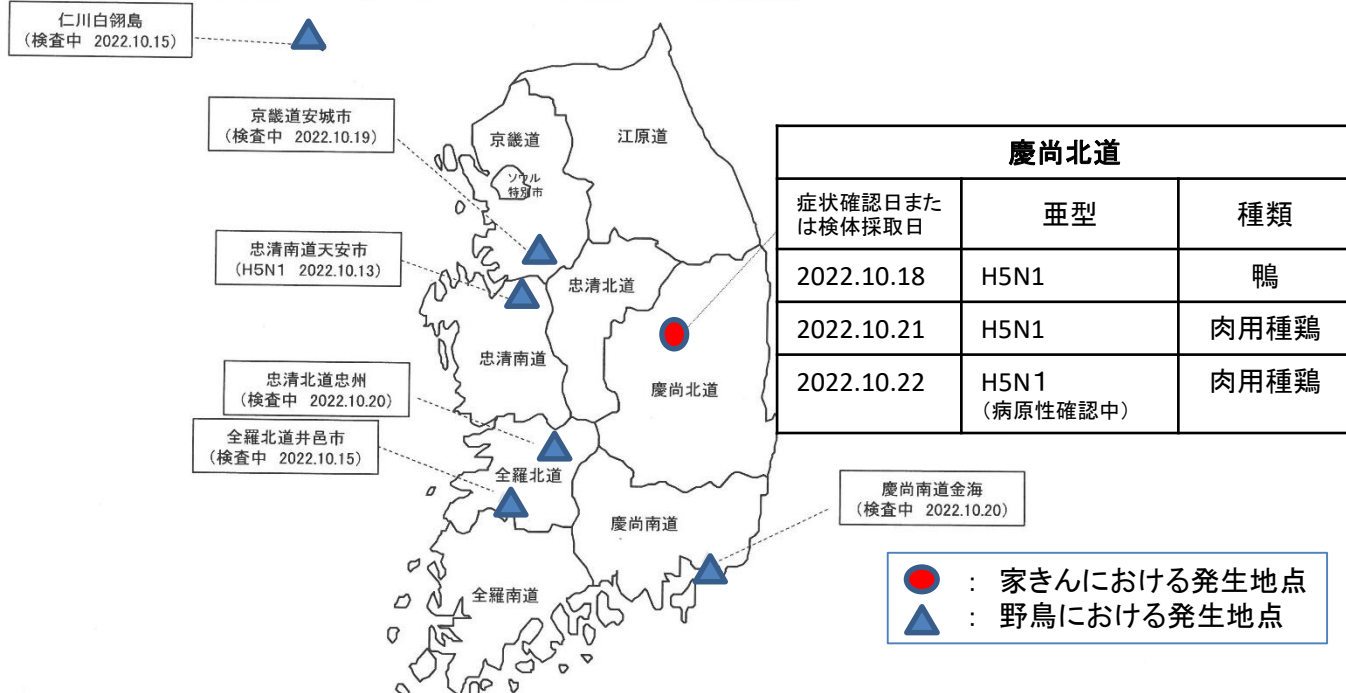 仁川白翎島
(検査中 2022.10.15)
京畿道安城市
(検査中 2022.10.19)
京畿道
江原道
ソウル
特別市
忠清南道天安市
(H5N1 2022.10.13)
忠清北道
忠清南道
慶尚北道
忠清北道忠州
(検査中 2022.10.20)
全羅北道井邑市
(検査中 2022.10.15)
全羅北道
慶尚南道
全羅南道
慶尚北道
症状確認日また
は検体採取日
亜型
種類
2022.10.18 H5N1 鴨
2022.10.21 H5N1 肉用種鶏
2022.10.22 H5N１ 肉用種鶏
(病原性確認中)
慶尚南道金海
(検査中 2022.10.20)
： 家きんにおける発生地点
： 野鳥における発生地点